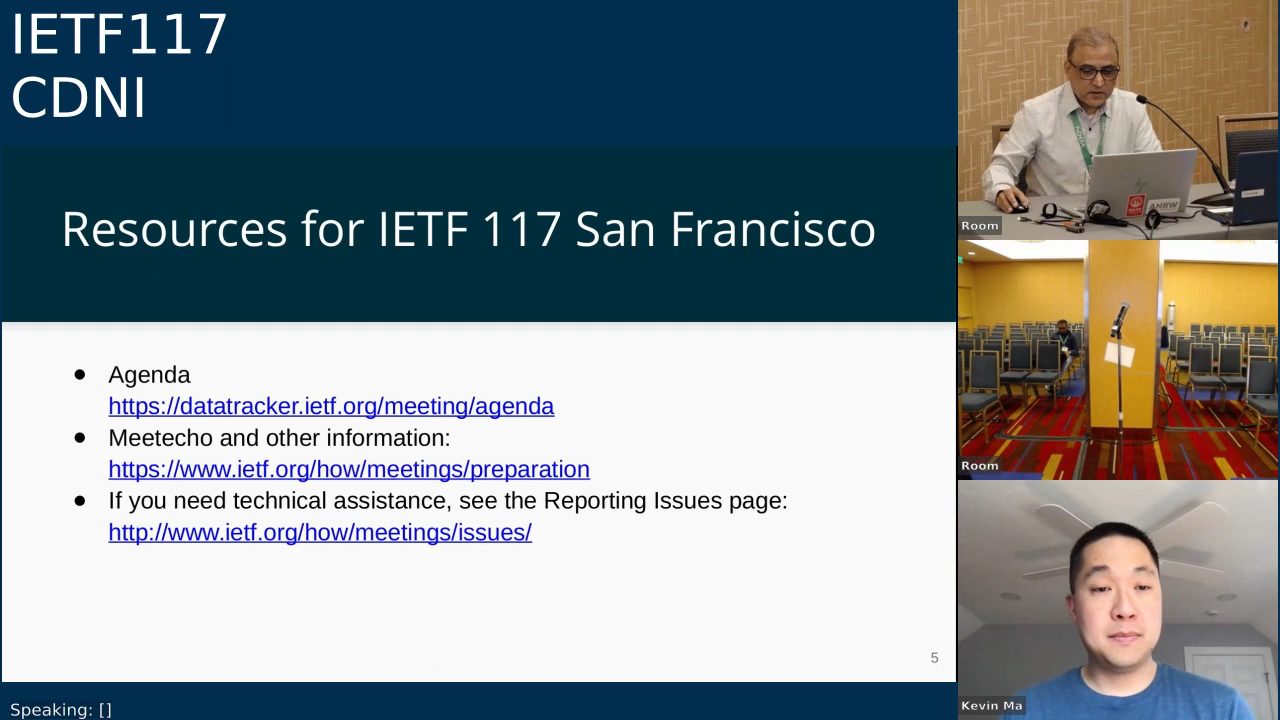 IETF117
CDNI
Resources for IETF 117 San Francisco
● Agenda
https://datatracker.ietf.org/meeting/agenda
● Meetecho and other information:
https://www.ietf.org/how/meetings/preparation
● If you need technical assistance, see the Reporting Issues page:
http://www.ietf.org/how/meetings/issues/
5
Speaking: []
Room
ANRW
Room
Kevin Ma